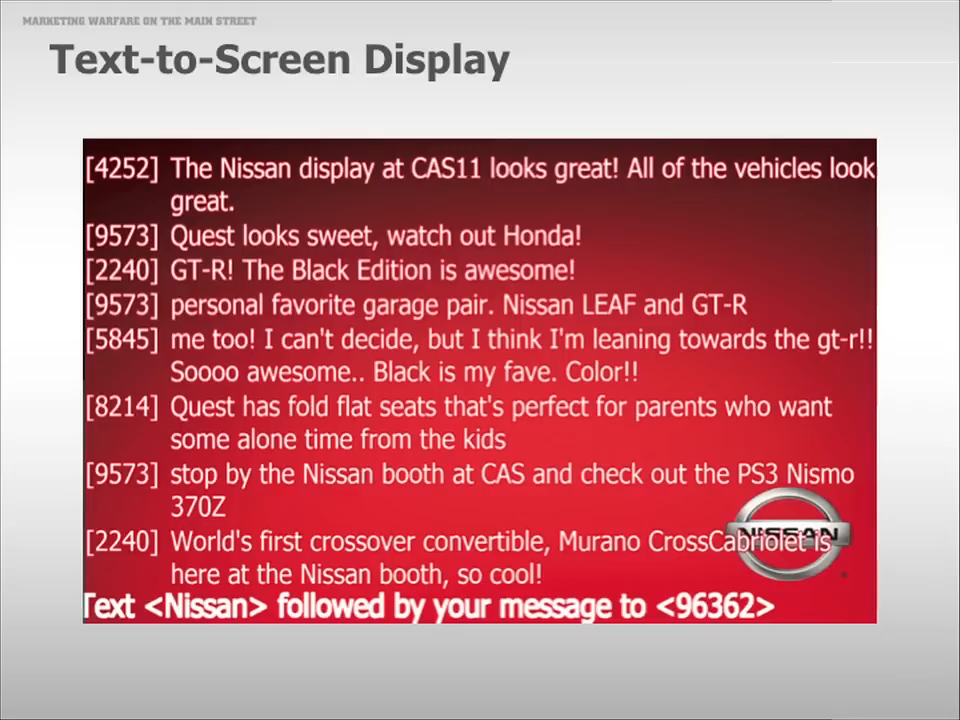 MARKETING WARFARE ON THE MAIN STREET
Text-to-Screen Display
[4252] The Nissan display at CAS11 looks great! All of the vehicles look
great.
[9573] Quest looks sweet, watch out Honda!
[2240] GT-R! The Black Edition is awesome!
[9573] personal favorite garage pair. Nissan LEAF and GT-R
[5845] me too! I can't decide, but I think I'm leaning towards the gt-r!!
Soooo awesome.. Black is my fave. Color!!
[8214] Quest has fold flat seats that's perfect for parents who want
some alone time from the kids
[9573] stop by the Nissan booth at CAS and check out the PS3 Nismo
370Z
[2240] World's first crossover convertible, Murano CrossCabriolet is
here at the Nissan booth, so cool!
NISSAN
Text <Nissan> followed by your message to <96362>